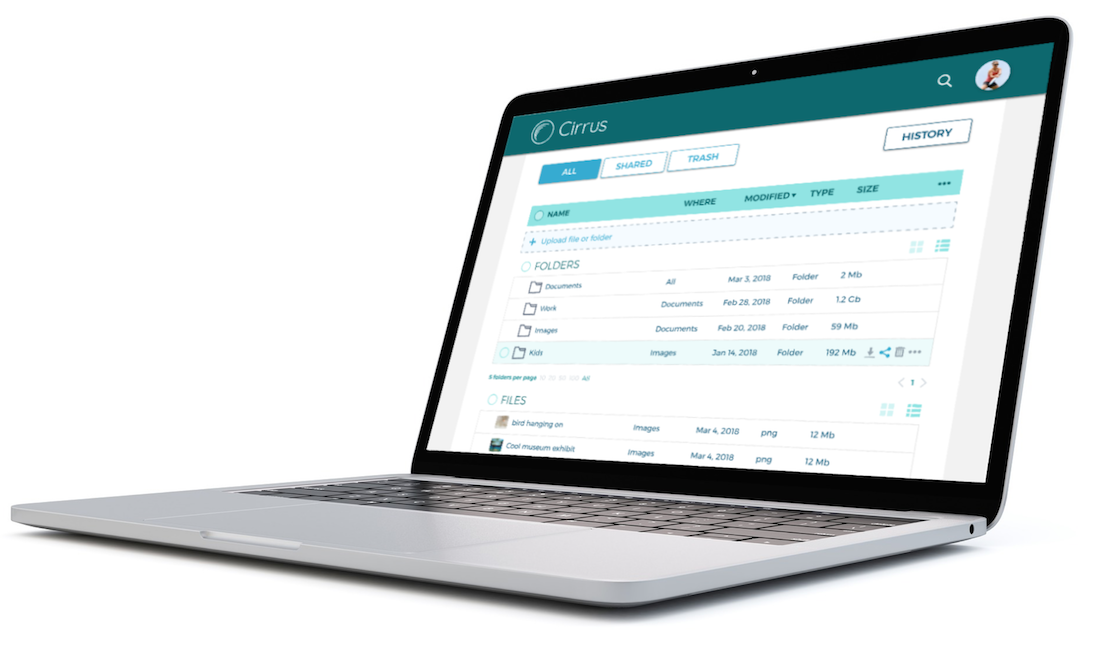 Cirrus
HISTORY
ALL SHARED TRASH
NAME WHERE MODIFIED ▾ TYPE SIZE •••
+ Upload file or folder
FOLDERS
Documents All Mar 3, 2018 Folder 2 Mb
Work Documents Feb 28, 2018 Folder 1.2 Gb
Images Documents Feb 20, 2018 Folder 59 Mb
Kids Images Jan 14, 2018 Folder 192 Mb •••
folders per page All
< 1 >
FILES
bird hanging on Images Mar 4, 2018 png 12 Mb
Cool museum exhibit Images Mar 4, 2018 png 12 Mb